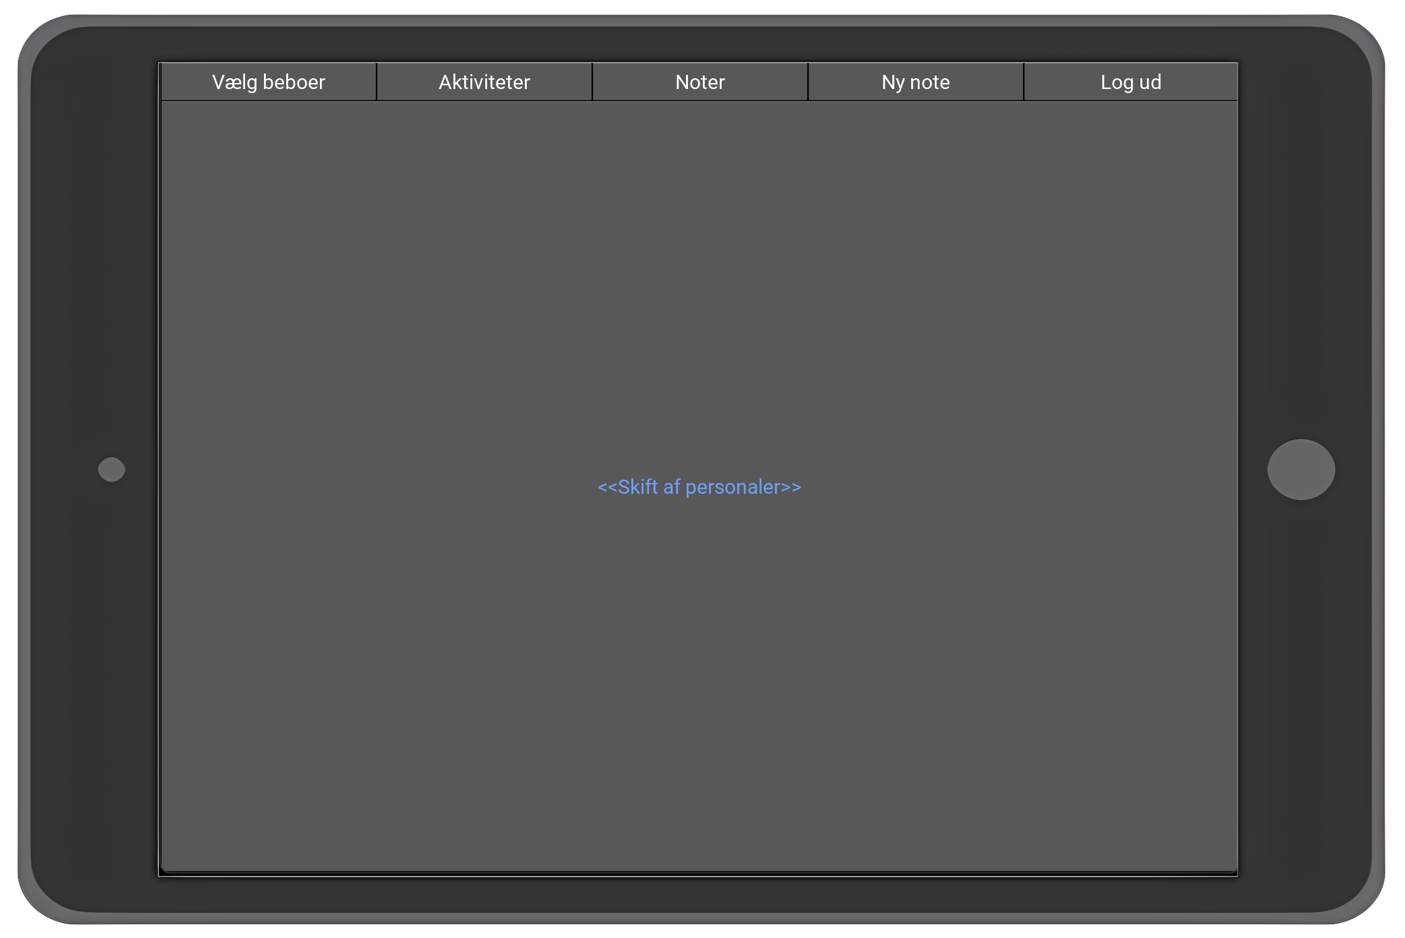 Vælg beboer
Aktiviteter
Noter
Ny note
Log ud
<<Skift af personaler>>